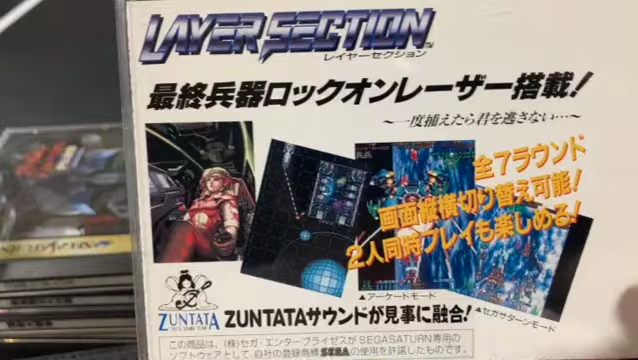 LAYER SECTION™
レイヤーセクション
最終兵器ロックオンレーザー搭載!
〜一度捕えたら君を逃さない…〜
全7ラウンド
画面縦横切り替え可能!
2人同時プレイも楽しめる!
▲アーケードモード
▲セガサターンモード
ZUNTATA
TAITO SOUND TEAM
ZUNTATAサウンドが見事に融合!
この商品は、(株)セガ・エンタープライゼスが SEGASATURN専用の
ソフトウェアとして、自社の登録商標 SEGA の使用を許諾したものです。